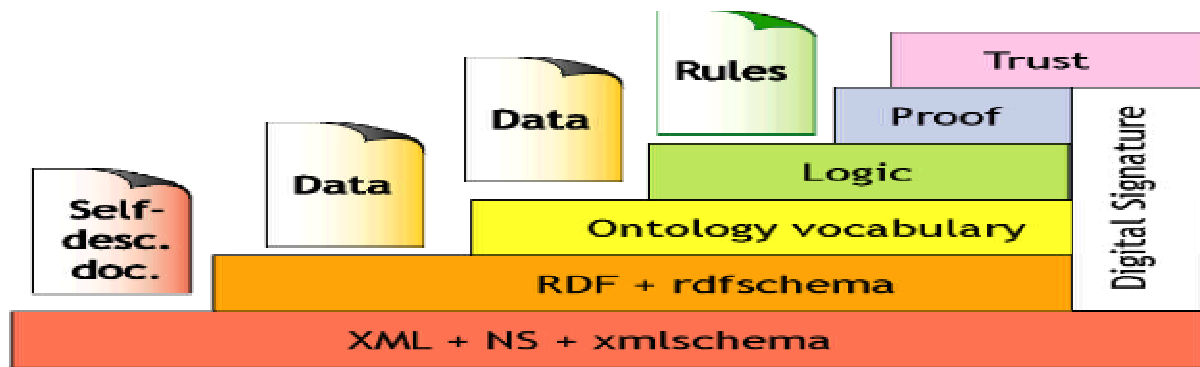 Rules
Trust
Data
Proof
Data
Logic
Self-
desc.
doc.
Ontology vocabulary
Digital Signature
RDF + rdfschema
XML + NS + xmlschema